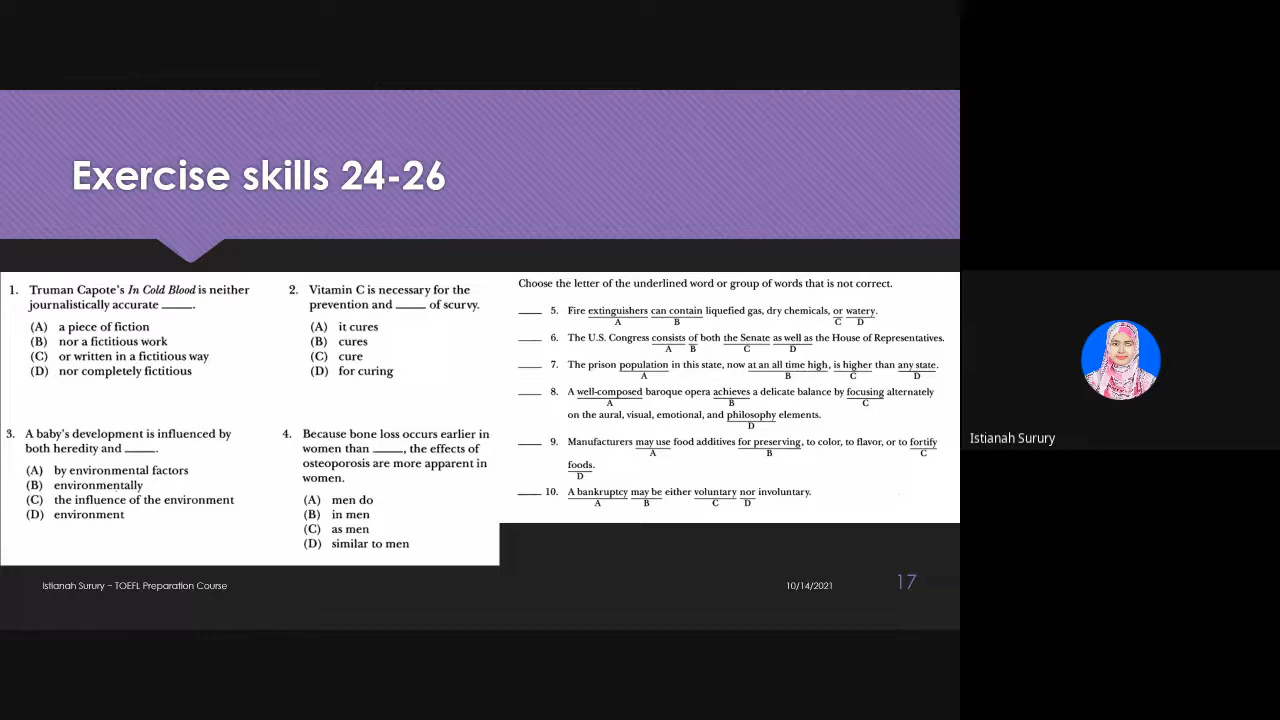 Exercise skills 24-26
1. Truman Capote's In Cold Blood is neither
journalistically accurate _____.
(A) a piece of fiction
(B) nor a fictitious work
(C) or written in a fictitious way
(D) nor completely fictitious
2. Vitamin C is necessary for the
prevention and _____ of scurvy.
(A) it cures
(B) cures
(C) cure
(D) for curing
3. A baby's development is influenced by
both heredity and _____.
(A) by environmental factors
(B) environmentally
(C) the influence of the environment
(D) environment
4. Because bone loss occurs earlier in
women than _____, the effects of
osteoporosis are more apparent in
women.
(A) men do
(B) in men
(C) as men
(D) similar to men
Choose the letter of the underlined word or group of words that is not correct.
____ 5. Fire extinguishers can contain liquefied gas, dry chemicals, or watery.
A B C D
____ 6. The U.S. Congress consists of both the Senate as well as the House of Representatives.
A B C D
____ 7. The prison population in this state, now at an all time high, is higher than any state.
A B C D
____ 8. A well-composed baroque opera achieves a delicate balance by focusing alternately
A B C
on the aural, visual, emotional, and philosophy elements.
D
____ 9. Manufacturers may use food additives for preserving, to color, to flavor, or to fortify
A B C
foods.
D
____ 10. A bankruptcy may be either voluntary nor involuntary.
A B C D
Istianah Surury – TOEFL Preparation Course
10/14/2021
17
Istianah Surury